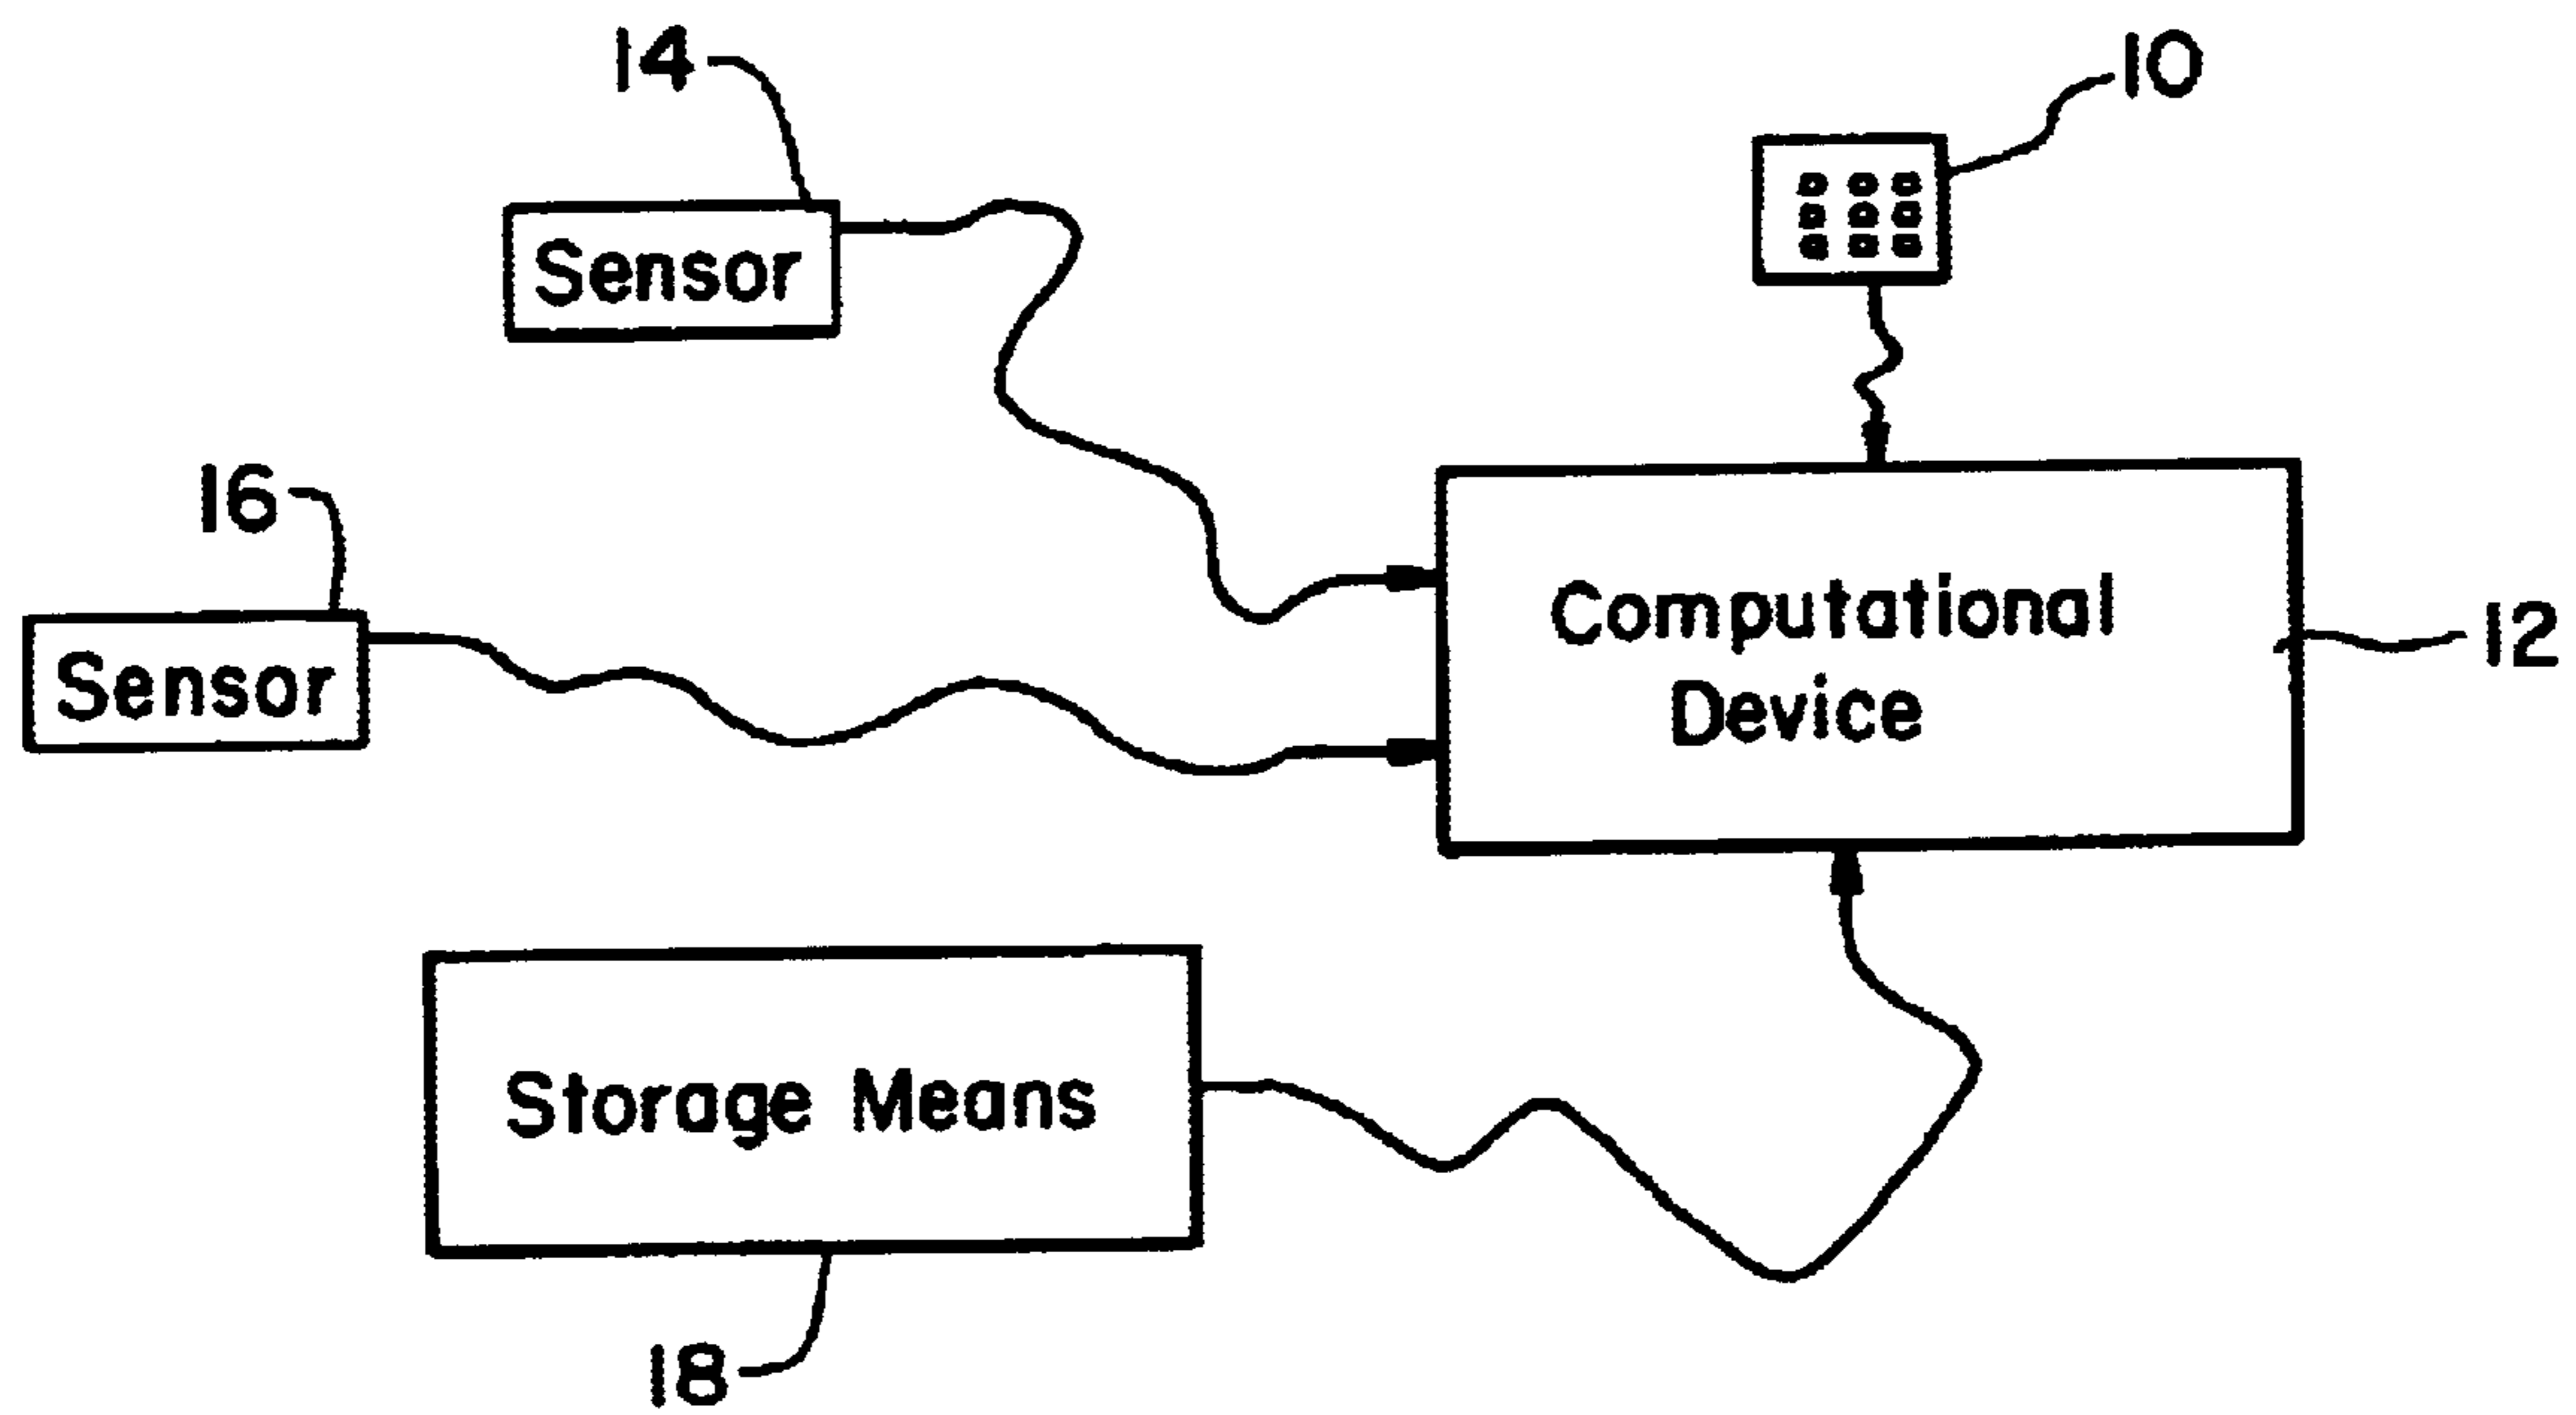 14
10
Sensor
16
Sensor
Computational
Device
12
Storage Means
18